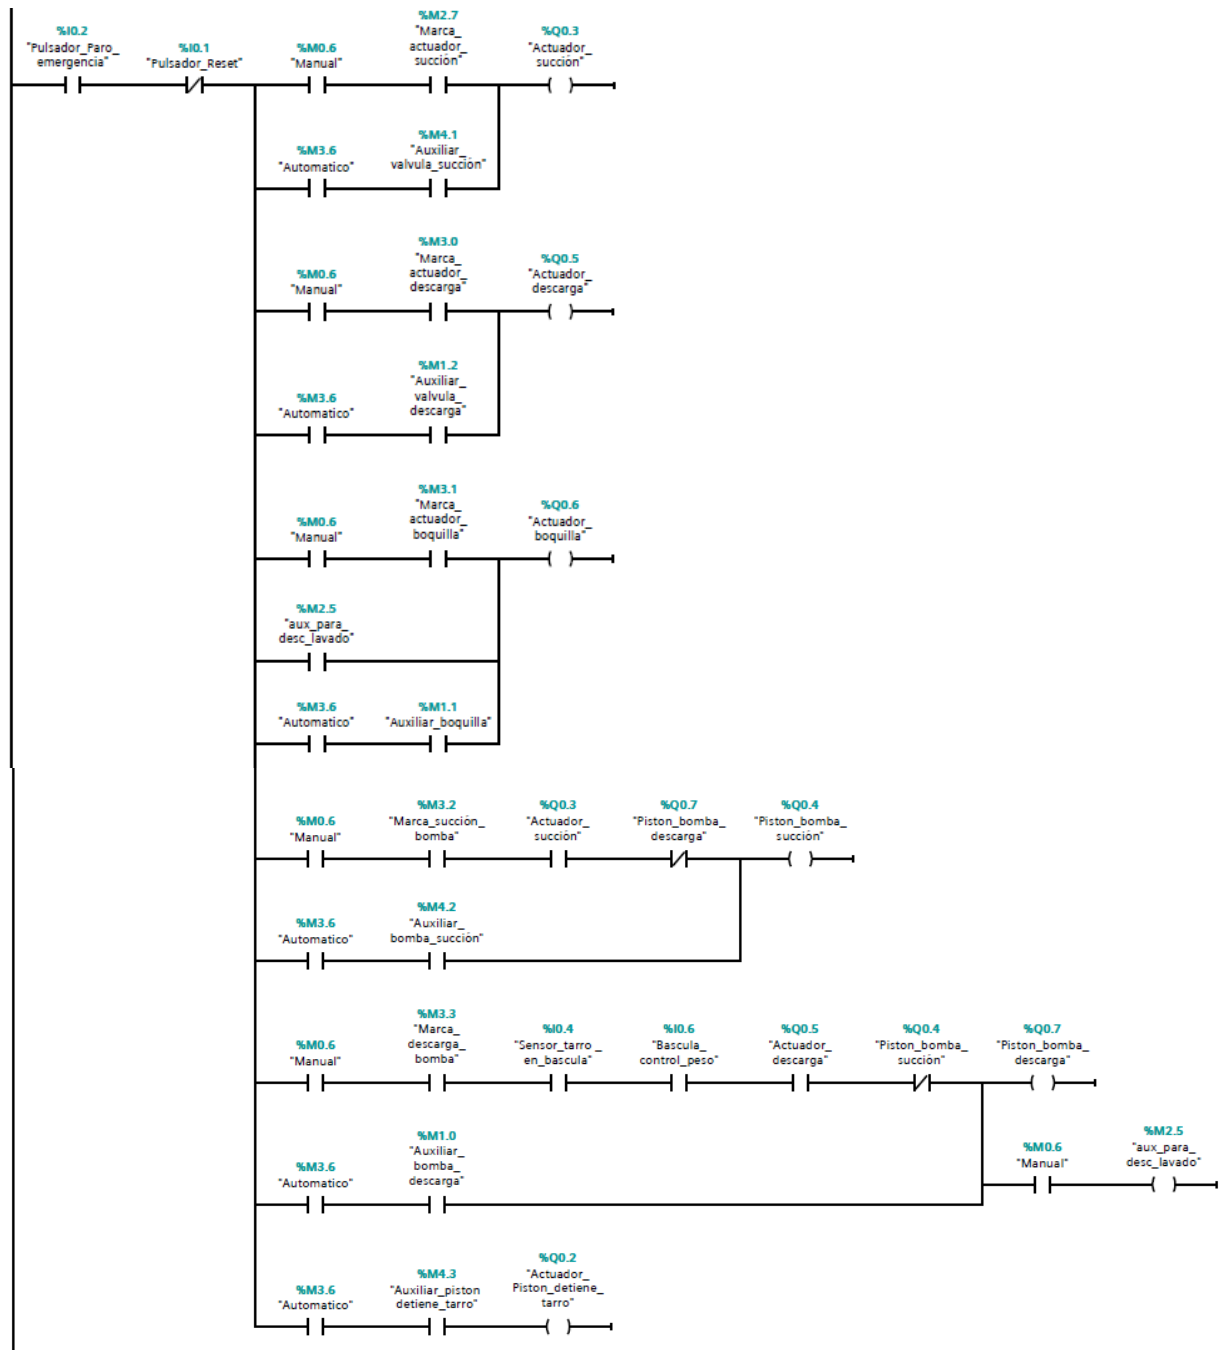 %I0.2
"Pulsador_Paro_
emergencia"
%I0.1
"Pulsador_Reset"
%M0.6
"Manual"
%M2.7
"Marca_
actuador_
succión"
%Q0.3
"Actuador_
succión"
%M3.6
"Automatico"
%M4.1
"Auxiliar_
valvula_succión"
%M0.6
"Manual"
%M3.0
"Marca_
actuador_
descarga"
%Q0.5
"Actuador_
descarga"
%M3.6
"Automatico"
%M1.2
"Auxiliar_
valvula_
descarga"
%M0.6
"Manual"
%M3.1
"Marca_
actuador_
boquilla"
%Q0.6
"Actuador_
boquilla"
%M2.5
"aux_para_
desc_lavado"
%M3.6
"Automatico"
%M1.1
"Auxiliar_boquilla"
%M0.6
"Manual"
%M3.2
"Marca_succión_
bomba"
%Q0.3
"Actuador_
succión"
%Q0.7
"Piston_bomba_
descarga"
%Q0.4
"Piston_bomba_
succión"
%M3.6
"Automatico"
%M4.2
"Auxiliar_
bomba_succión"
%M0.6
"Manual"
%M3.3
"Marca_
descarga_
bomba"
%I0.4
"Sensor_tarro_
en_bascula"
%I0.6
"Bascula_
control_peso"
%Q0.5
"Actuador_
descarga"
%Q0.4
"Piston_bomba_
succión"
%Q0.7
"Piston_bomba_
descarga"
%M0.6
"Manual"
%M2.5
"aux_para_
desc_lavado"
%M3.6
"Automatico"
%M1.0
"Auxiliar_
bomba_
descarga"
%M3.6
"Automatico"
%M4.3
"Auxiliar_piston
detiene_tarro"
%Q0.2
"Actuador_
Piston_detiene_
tarro"